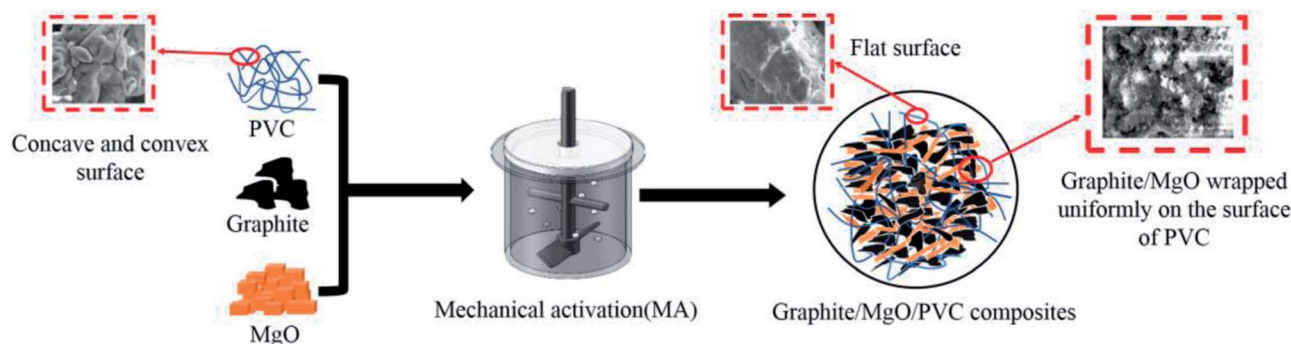 Concave and convex
surface
PVC
Graphite
MgO
Mechanical activation(MA)
Flat surface
Graphite/MgO/PVC composites
Graphite/MgO wrapped
uniformly on the surface
of PVC